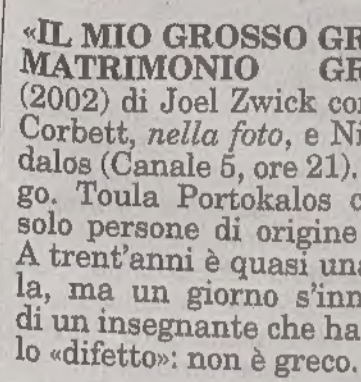 «IL MIO GROSSO GR
MATRIMONIO GR
(2002) di Joel Zwick co
Corbett, nella foto, e Ni
dalos (Canale 5, ore 21).
go. Toula Portokalos c
solo persone di origine
A trent'anni è quasi una
la, ma un giorno s'inn
di un insegnante che ha
lo «difetto»: non è greco.